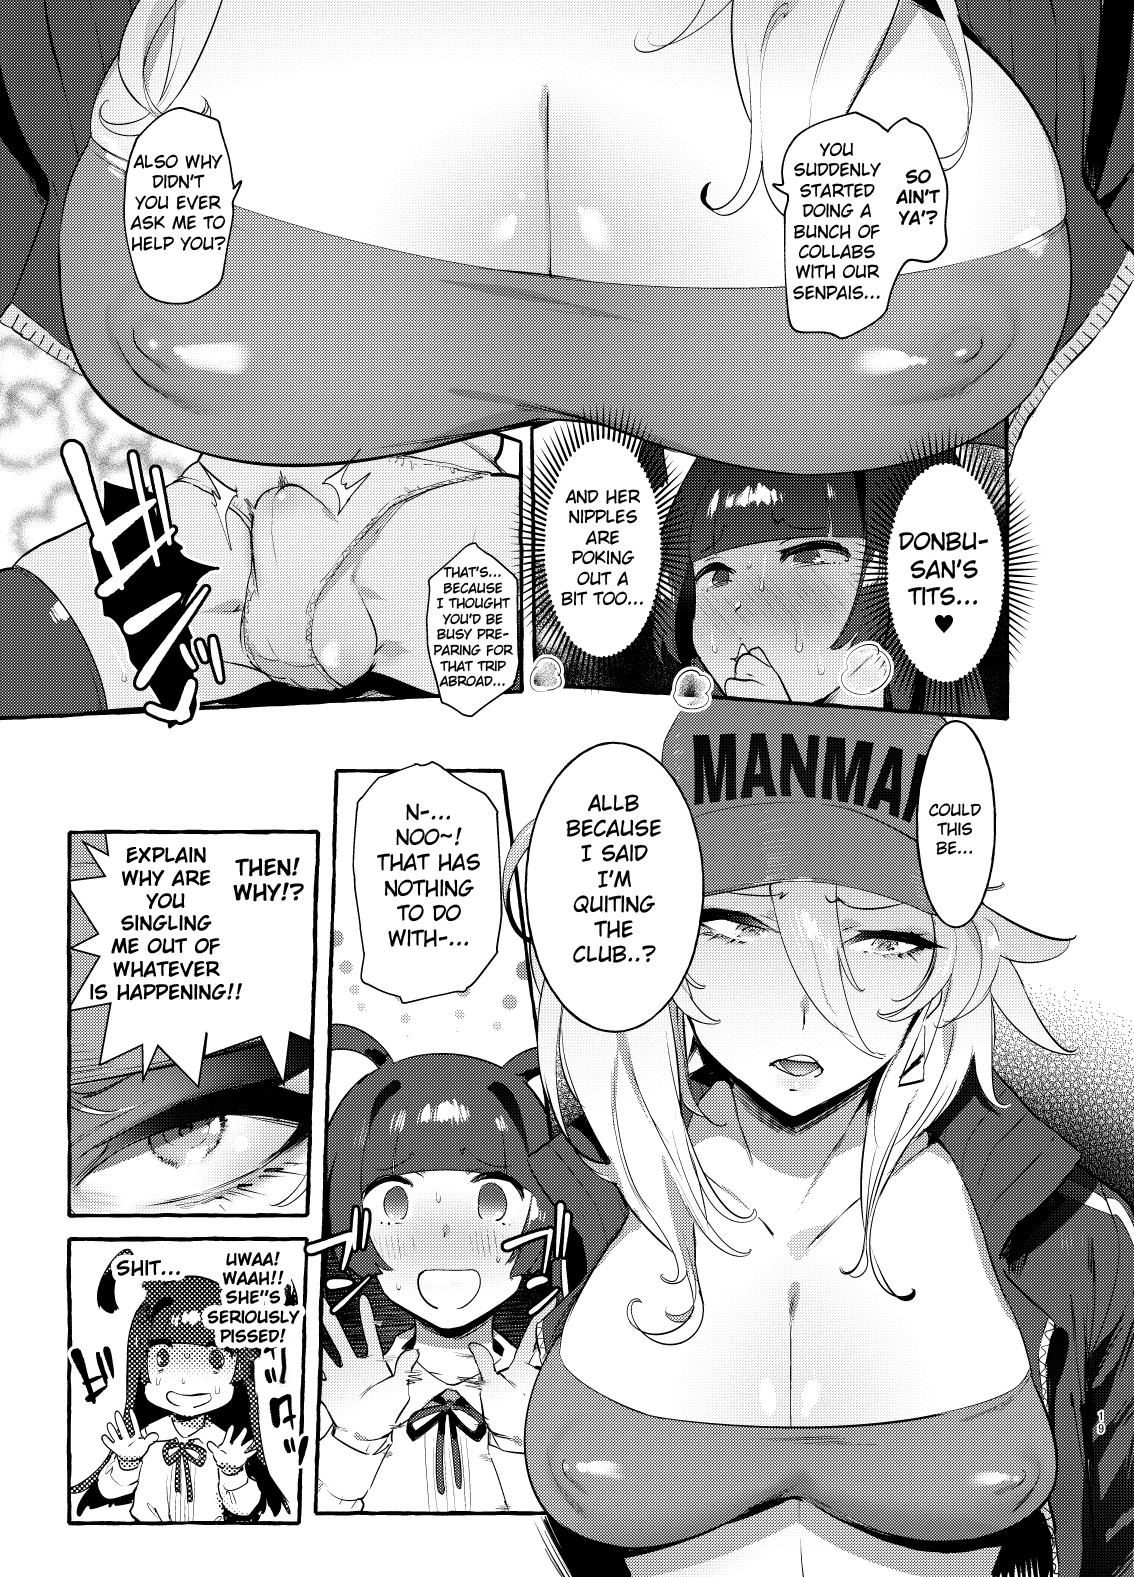 SO
AIN'T
YA'?
YOU
SUDDENLY
STARTED
DOING A
BUNCH OF
COLLABS
WITH OUR
SENPAIS...
ALSO WHY
DIDN'T
YOU EVER
ASK ME TO
HELP YOU?
DONBU-
SAN'S
TITS...
♥
AND HER
NIPPLES
ARE
POKING
OUT A
BIT TOO...
THAT'S...
BECAUSE
I THOUGHT
YOU'D BE
BUSY PRE-
PARING FOR
THAT TRIP
ABROAD...
MANMA
COULD
THIS
BE...
ALLB
BECAUSE
I SAID
I'M
QUITING
THE
CLUB..?
N-...
NOO~!
THAT HAS
NOTHING
TO DO
WITH-...
THEN!
WHY!?
EXPLAIN
WHY ARE
YOU
SINGLING
ME OUT OF
WHATEVER
IS HAPPENING!!
UWAA!
WAAH!!
SHE"S
SERIOUSLY
PISSED!
SHIT...
19